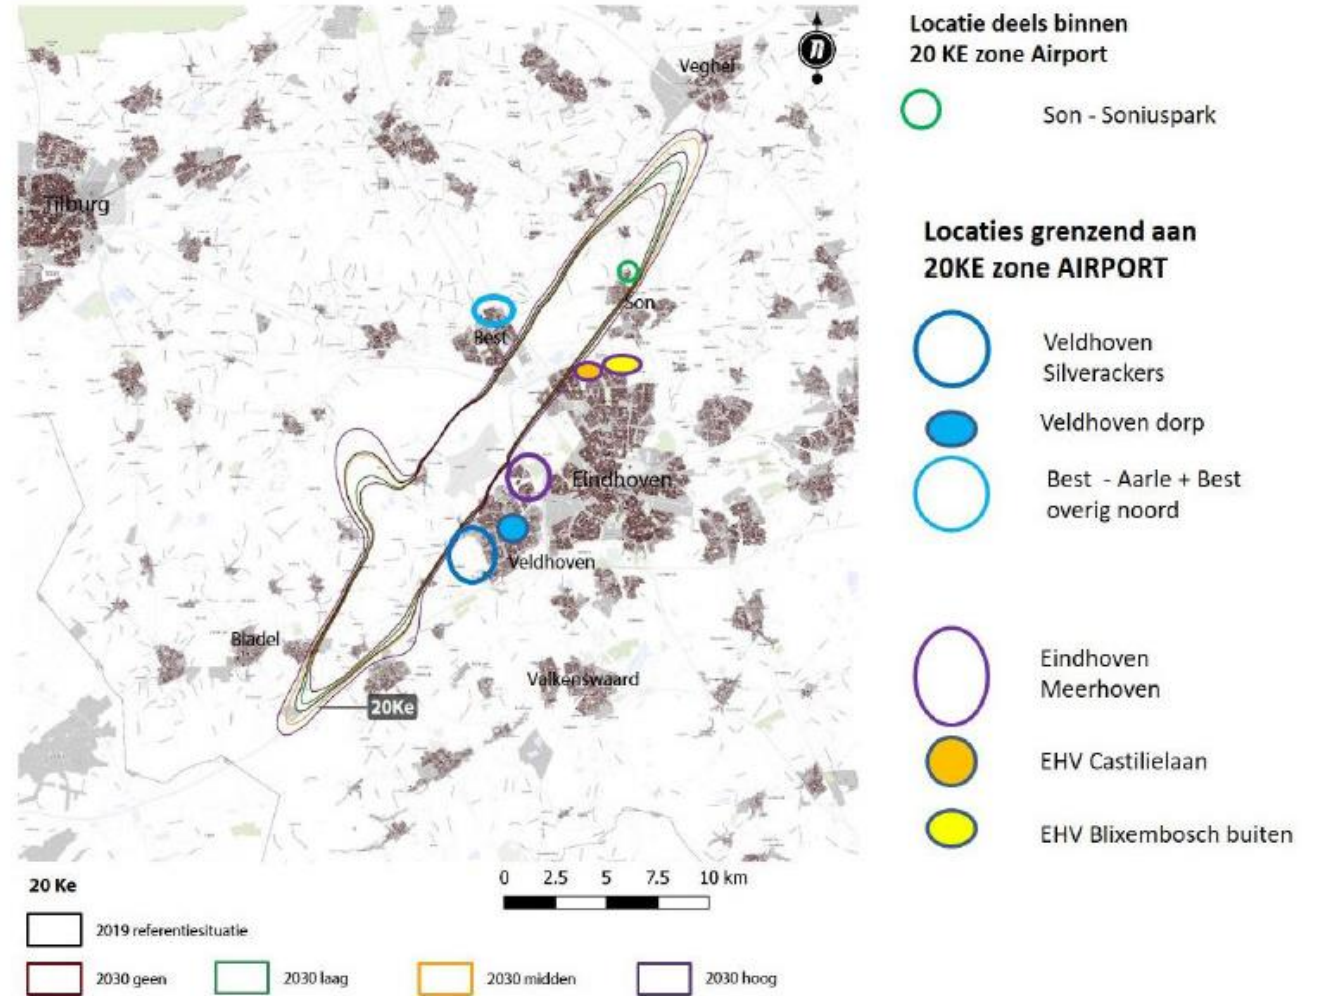 Locatie deels binnen
20 KE zone Airport
Son - Soniuspark
Locaties grenzend aan
20KE zone AIRPORT
Veldhoven
Silverackers
Veldhoven dorp
Best - Aarle + Best
overig noord
Eindhoven
Meerhoven
EHV Castilielaan
EHV Blixembosch buiten
n
Veghel
Tilburg
Son
Best
Eindhoven
Veldhoven
Bladel
Valkenswaard
20Ke
20 Ke
0 2.5 5 7.5 10 km
2019 referentiesituatie
2030 geen 2030 laag 2030 midden 2030 hoog